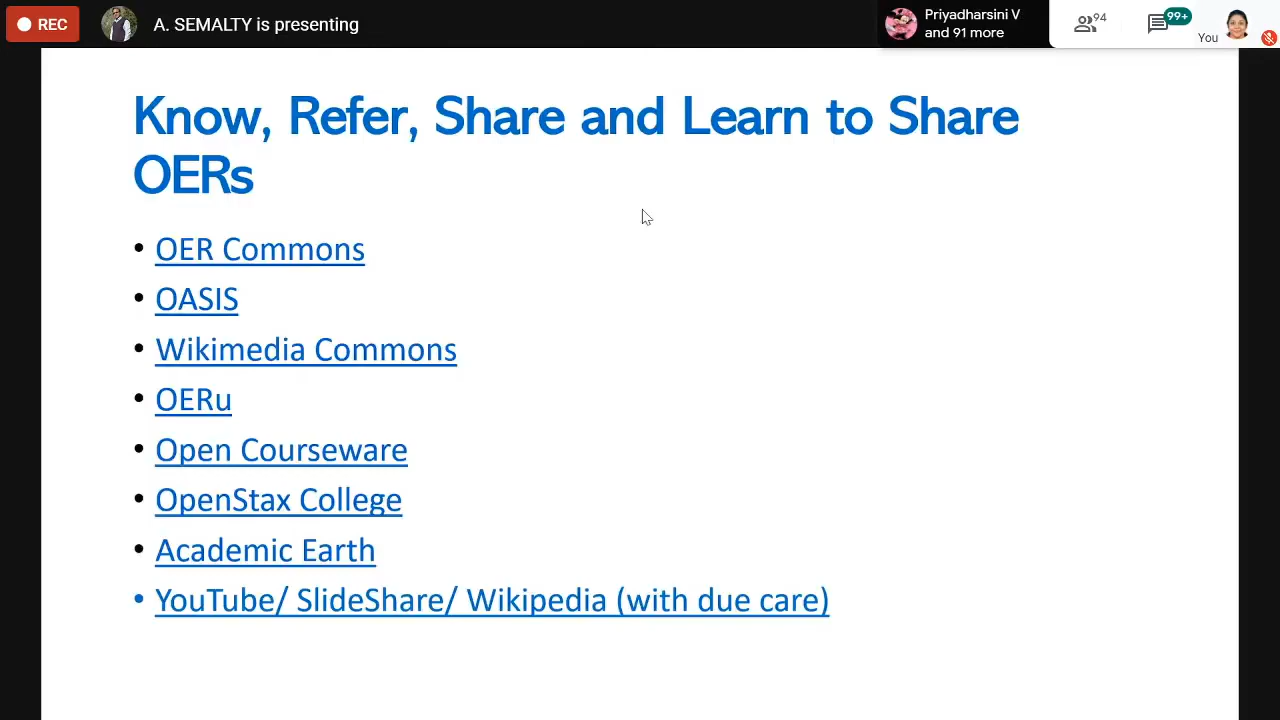 REC
A. SEMALTY is presenting
Priyadharsini V
and 91 more
94
99+
You
Know, Refer, Share and Learn to Share
OERs
• OER Commons
• OASIS
• Wikimedia Commons
• OERu
• Open Courseware
• OpenStax College
• Academic Earth
• YouTube/ SlideShare/ Wikipedia (with due care)